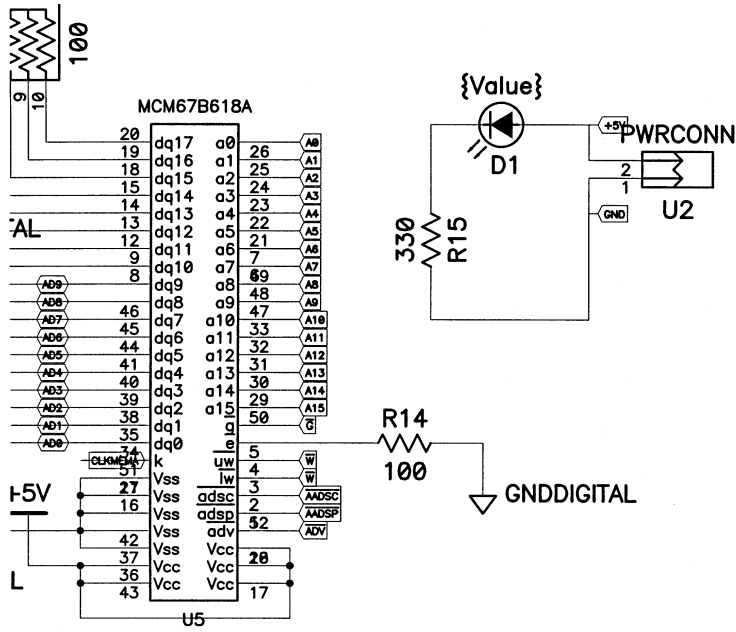 100
9
10
MCM67B618A
20 dq17 a0 A0
19 dq16 a1 26 A1
18 dq15 a2 25 A2
15 dq14 a3 24 A3
14 dq13 a4 23 A4
13 dq12 a5 22 A5
12 dq11 a6 21 A6
9 dq10 a7 7 A7
8 dq9 a8 A8
AD9
AD8 dq8 a9 48 A9
AD7 46 dq7 a10 47 A10
AD6 45 dq6 a11 33 A11
AD5 44 dq5 a12 32 A12
AD4 41 dq4 a13 31 A13
AD3 40 dq3 a14 30 A14
AD2 39 dq2 a15 29 A15
AD1 38 dq1 g 50 G
AD0 35 dq0 e
k uw 5 W
51 Vss lw 4 W
Vss adsc 3 AADSC
16 Vss adsp 2 AADSP
Vss adv 52 ADV
42 Vss Vcc
37 Vcc Vcc
36 Vcc Vcc
43 17
U5
TAL
+5V
L
{Value}
D1
330
R15
+5V
PWRCONN
2
1
U2
GND
R14
100
GNDDIGITAL